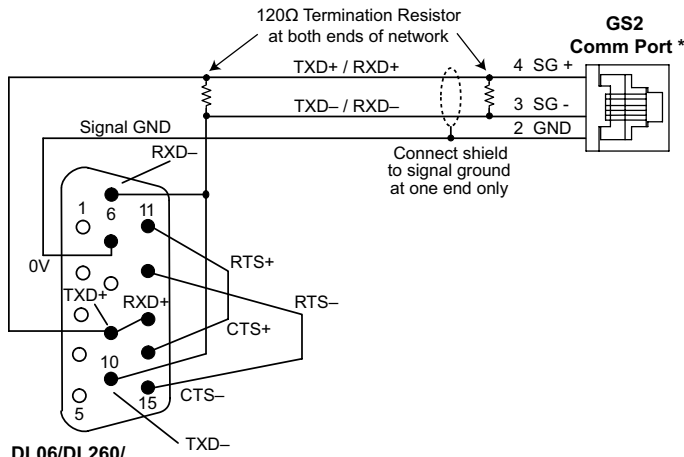 120Ω Termination Resistor
at both ends of network
GS2
Comm Port *
TXD+ / RXD+
4 SG +
TXD– / RXD–
3 SG -
Signal GND
2 GND
RXD–
Connect shield
to signal ground
at one end only
1
6
11
0V
RTS+
TXD+
RXD+
RTS–
CTS+
10
5
15
CTS–
TXD–
DL06/DL260/